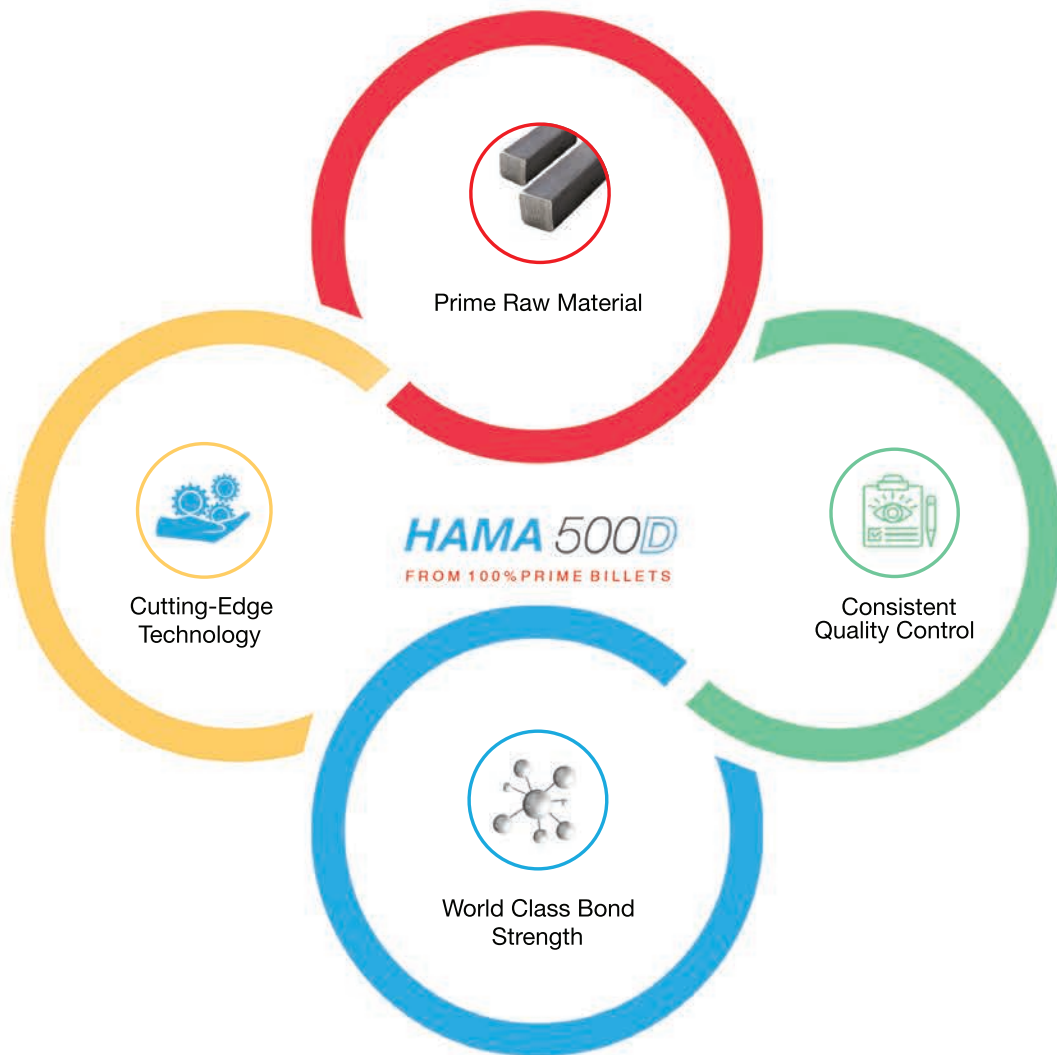 Prime Raw Material
Cutting-Edge
Technology
HAMA 500D
FROM 100% PRIME BILLETS
Consistent
Quality Control
World Class Bond
Strength